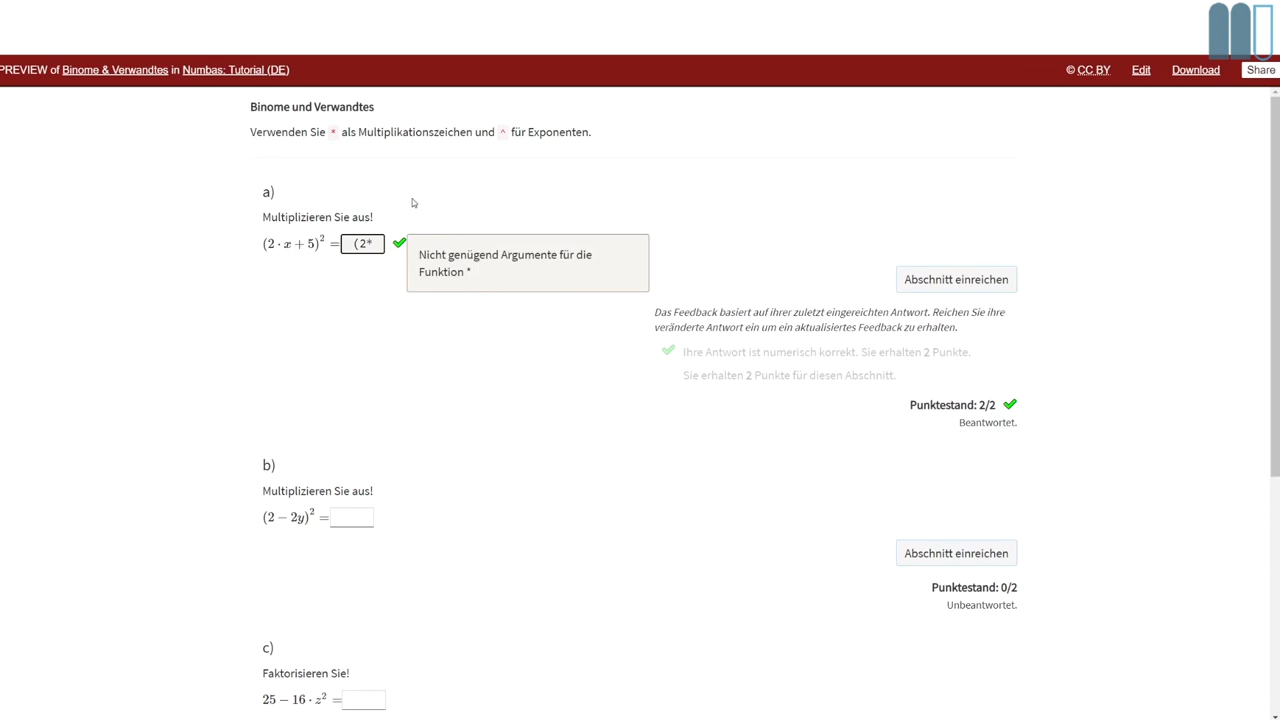 PREVIEW of Binome & Verwandtes in Numbas: Tutorial (DE)
© CC BY Edit Download Share
Binome und Verwandtes
Verwenden Sie * als Multiplikationszeichen und ^ für Exponenten.
a)
Multiplizieren Sie aus!
(2 · x + 5)² = (2*
Nicht genügend Argumente für die
Funktion *
Abschnitt einreichen
Das Feedback basiert auf ihrer zuletzt eingereichten Antwort. Reichen Sie ihre
veränderte Antwort ein um ein aktualisiertes Feedback zu erhalten.
Ihre Antwort ist numerisch korrekt. Sie erhalten 2 Punkte.
Sie erhalten 2 Punkte für diesen Abschnitt.
Punktestand: 2/2
Beantwortet.
b)
Multiplizieren Sie aus!
(2 − 2y)² =
Abschnitt einreichen
Punktestand: 0/2
Unbeantwortet.
c)
Faktorisieren Sie!
25 − 16 · z² =